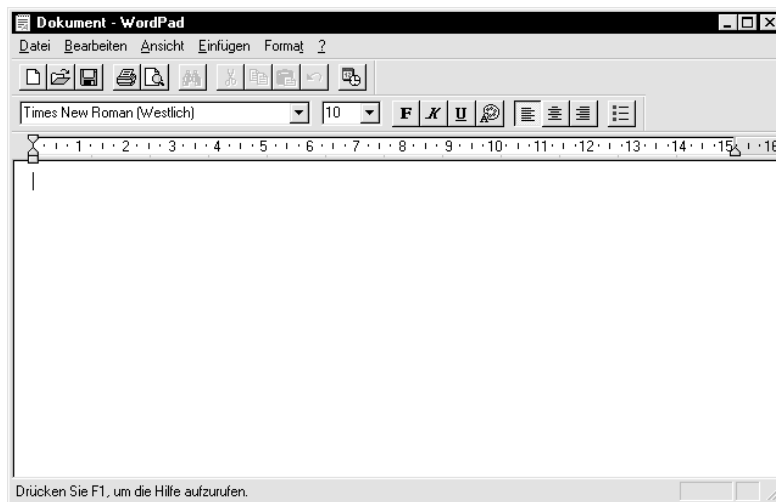 Dokument - WordPad
Datei Bearbeiten Ansicht Einfügen Format ?
Times New Roman (Westlich) 10 F K U
1 2 3 4 5 6 7 8 9 10 11 12 13 14 15 16
Drücken Sie F1, um die Hilfe aufzurufen.